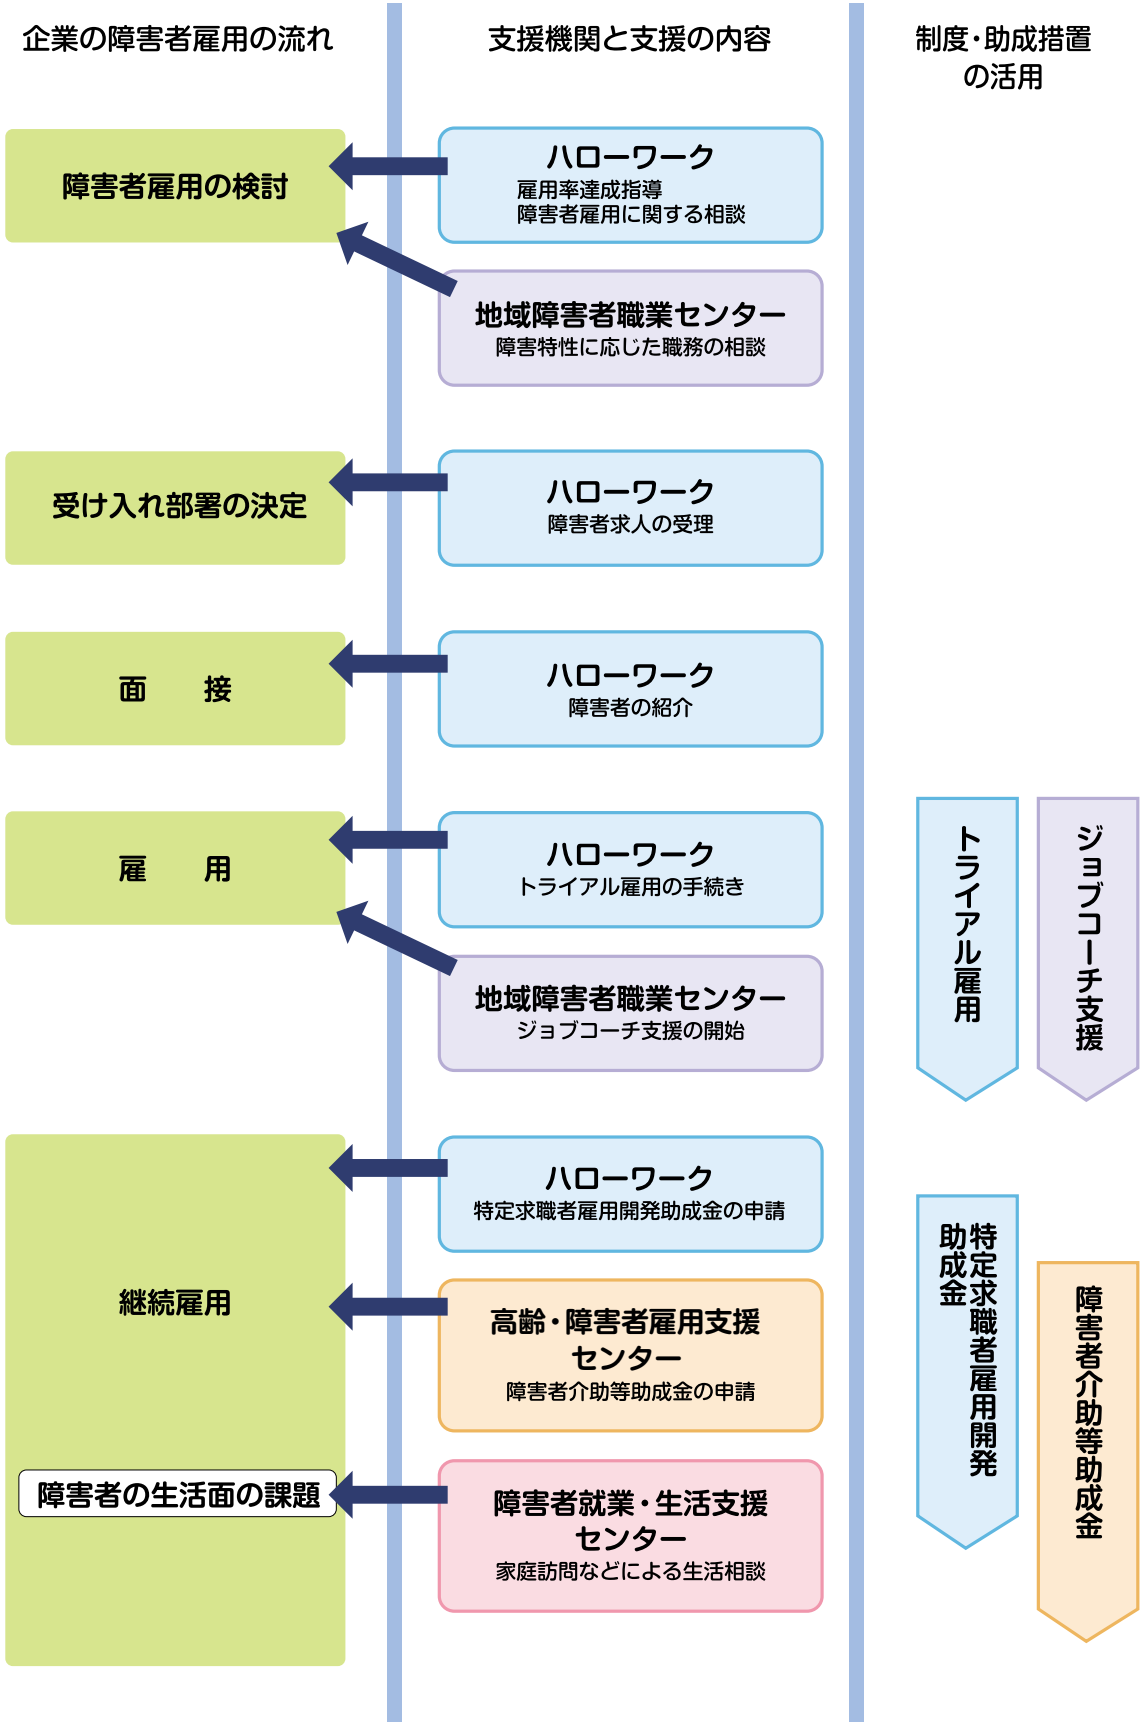 企業の障害者雇用の流れ
支援機関と支援の内容
制度・助成措置
の活用
障害者雇用の検討
ハローワーク
雇用率達成指導
障害者雇用に関する相談
地域障害者職業センター
障害特性に応じた職務の相談
受け入れ部署の決定
ハローワーク
障害者求人の受理
面　接
ハローワーク
障害者の紹介
雇　用
ハローワーク
トライアル雇用の手続き
地域障害者職業センター
ジョブコーチ支援の開始
トライアル雇用
ジョブコーチ支援
継続雇用
ハローワーク
特定求職者雇用開発助成金の申請
高齢・障害者雇用支援
センター
障害者介助等助成金の申請
障害者の生活面の課題
障害者就業・生活支援
センター
家庭訪問などによる生活相談
特定求職者雇用開発
助成金
障害者介助等助成金